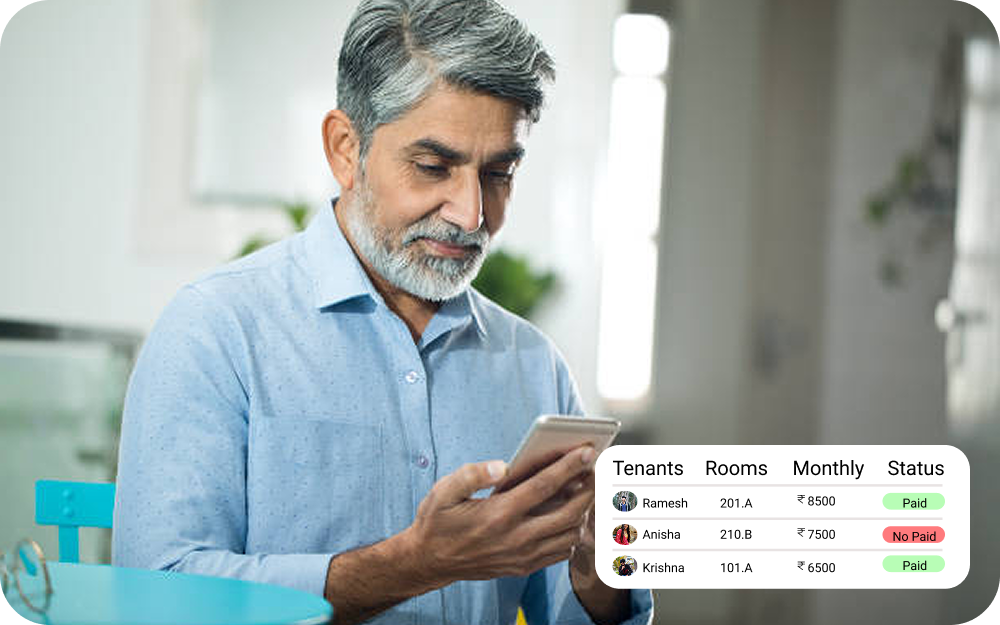 Tenants Rooms Monthly Status
Ramesh 201.A ₹ 8500 Paid
Anisha 210.B ₹ 7500 No Paid
Krishna 101.A ₹ 6500 Paid